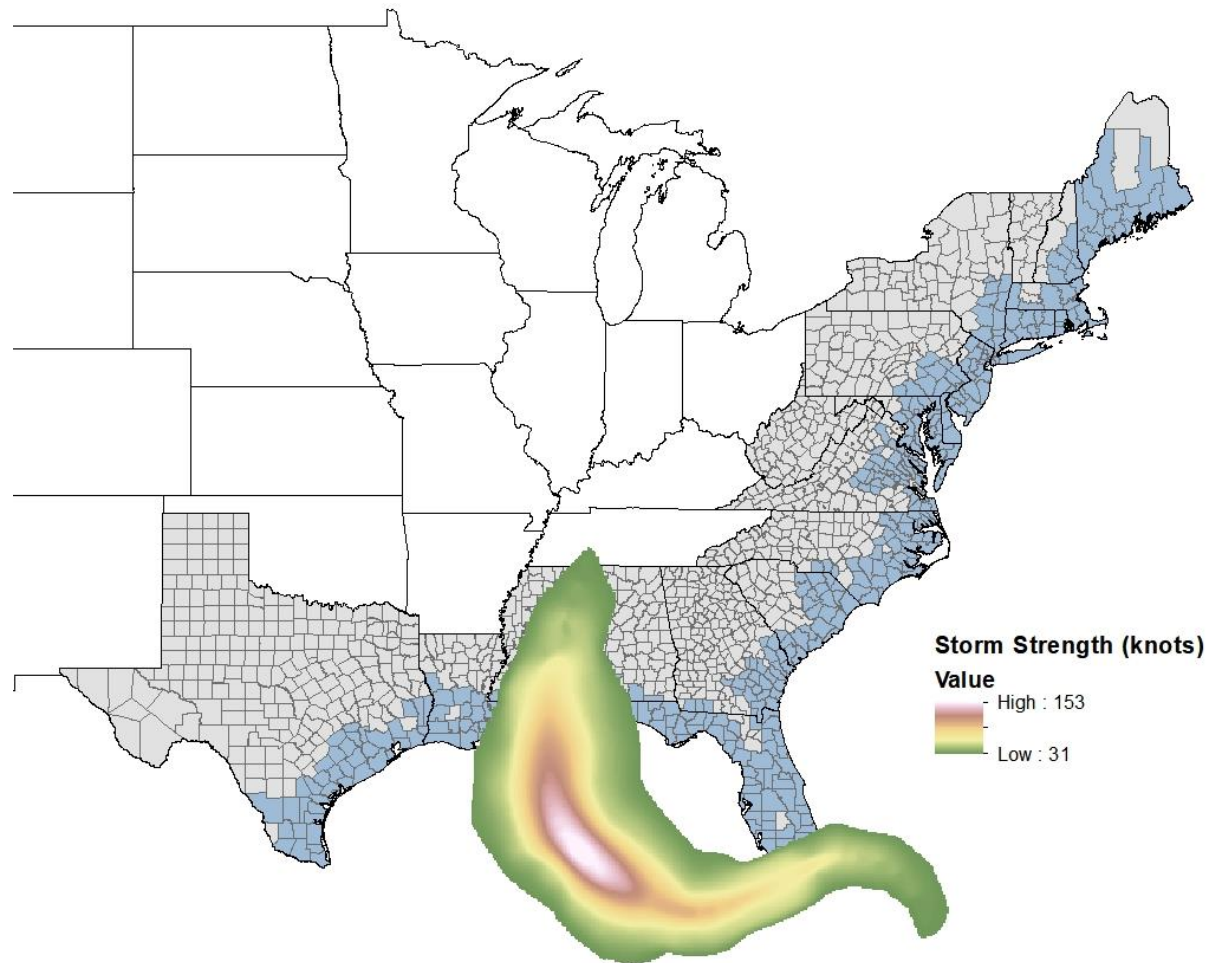 Storm Strength (knots)
Value
High : 153
Low : 31